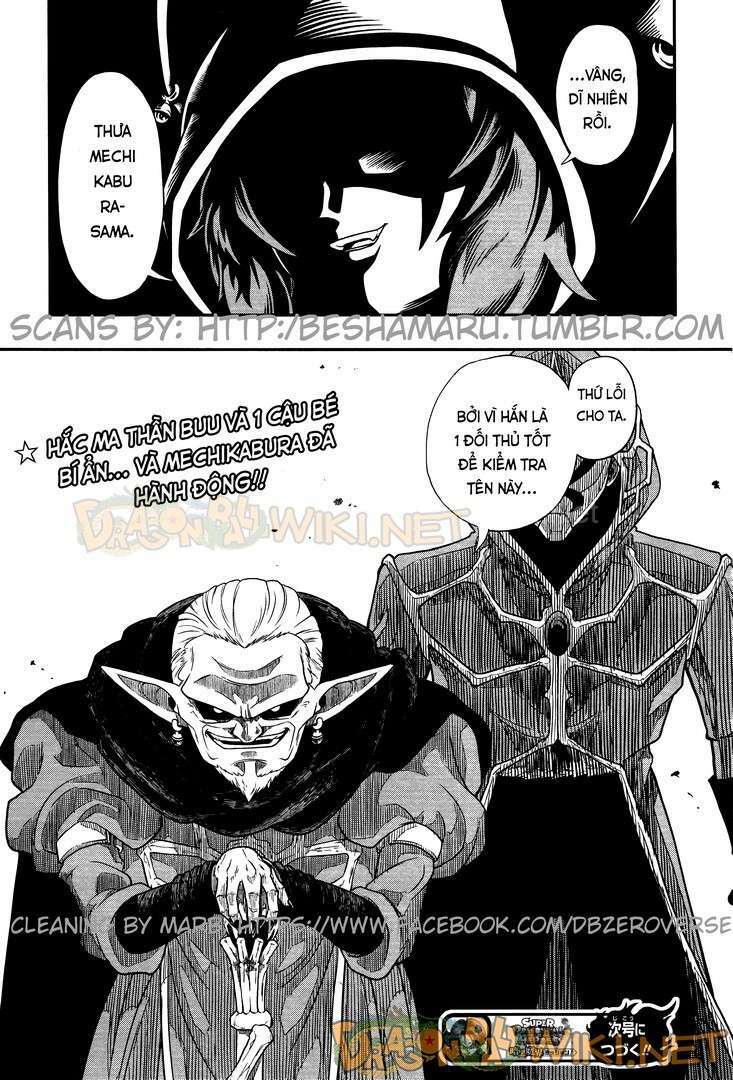 ...VÂNG,
DĨ NHIÊN
RỒI.
THƯA
MECHI
KABU
RA-
SAMA.
SCANS BY: HTTP:/BESHAMARU.TUMBLR.COM
THỨ LỖI
CHO TA.
BỞI VÌ HẮN LÀ
1 ĐỐI THỦ TỐT
ĐỂ KIỂM TRA
TÊN NÀY...
☆ HẮC MA THẦN BUU VÀ 1 CẬU BÉ
BÍ ẨN... VÀ MECHIKABURA ĐÃ
HÀNH ĐỘNG!!
DRAGONBALLWIKI.NET
CLEANING BY MADB: HTTPS://WWW.FACEBOOK.COM/DBZEROVERSE
SUPER
次号に
つづく!!
DRAGONBALLWIKI.NET